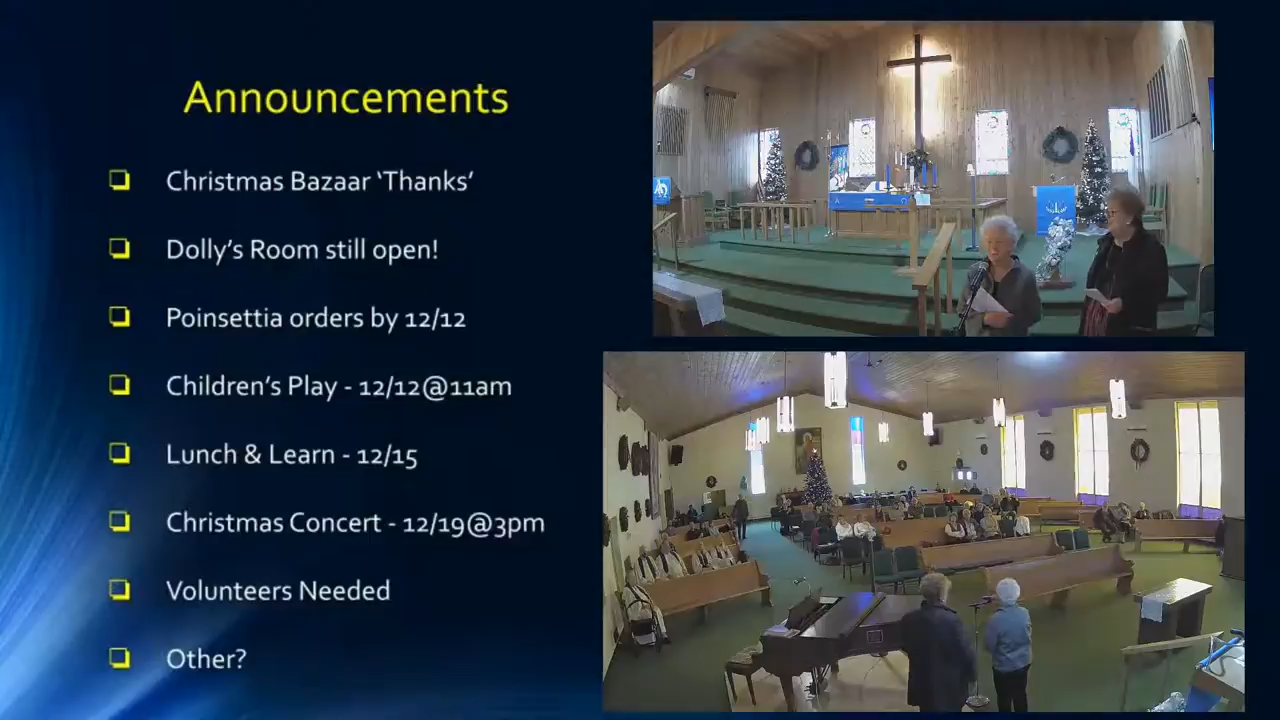 Announcements
Christmas Bazaar ‘Thanks’
Dolly’s Room still open!
Poinsettia orders by 12/12
Children’s Play - 12/12@11am
Lunch & Learn - 12/15
Christmas Concert - 12/19@3pm
Volunteers Needed
Other?